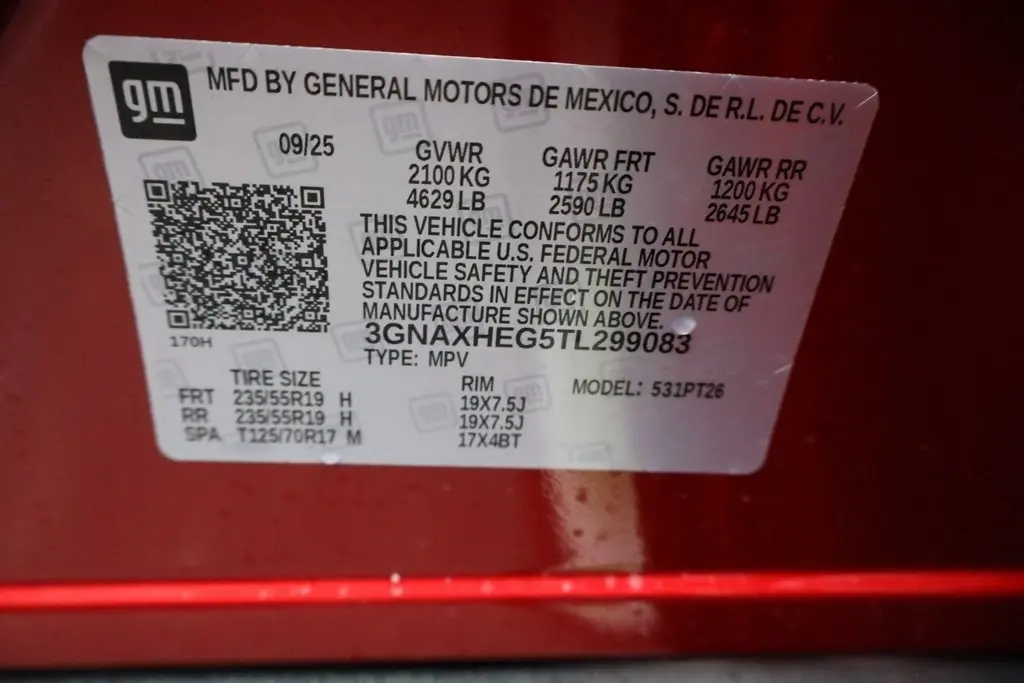 gm MFD BY GENERAL MOTORS DE MEXICO, S. DE R.L. DE C.V.
09/25 GVWR GAWR FRT GAWR RR
2100 KG 1175 KG 1200 KG
4629 LB 2590 LB 2645 LB
THIS VEHICLE CONFORMS TO ALL
APPLICABLE U.S. FEDERAL MOTOR
VEHICLE SAFETY AND THEFT PREVENTION
STANDARDS IN EFFECT ON THE DATE OF
MANUFACTURE SHOWN ABOVE.
170H 3GNAXHEG5TL299083
TYPE: MPV
TIRE SIZE RIM MODEL: 531PT26
FRT 235/55R19 H 19X7.5J
RR 235/55R19 H 19X7.5J
SPA T125/70R17 M 17X4BT